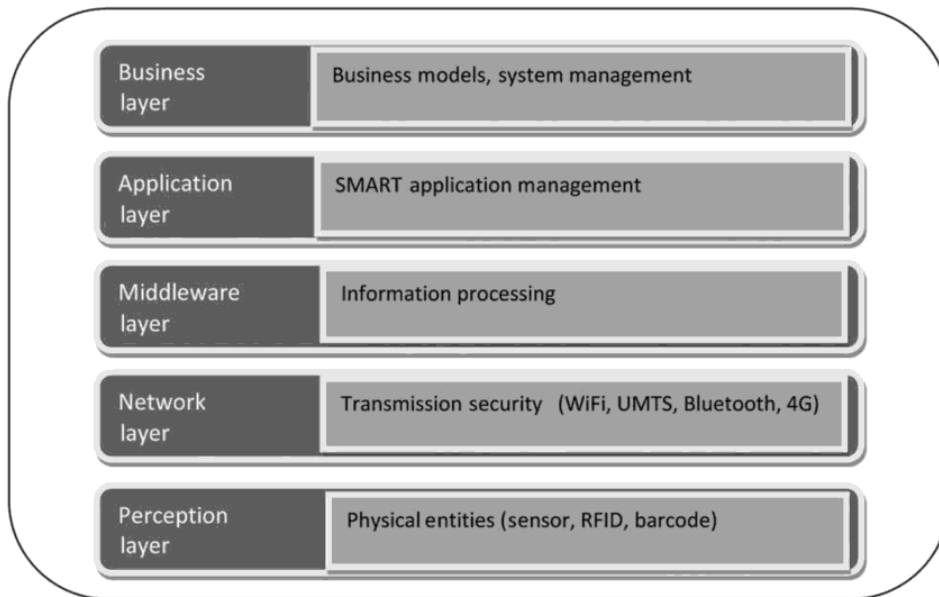 Business
layer
Business models, system management
Application
layer
SMART application management
Middleware
layer
Information processing
Network
layer
Transmission security (WiFi, UMTS, Bluetooth, 4G)
Perception
layer
Physical entities (sensor, RFID, barcode)